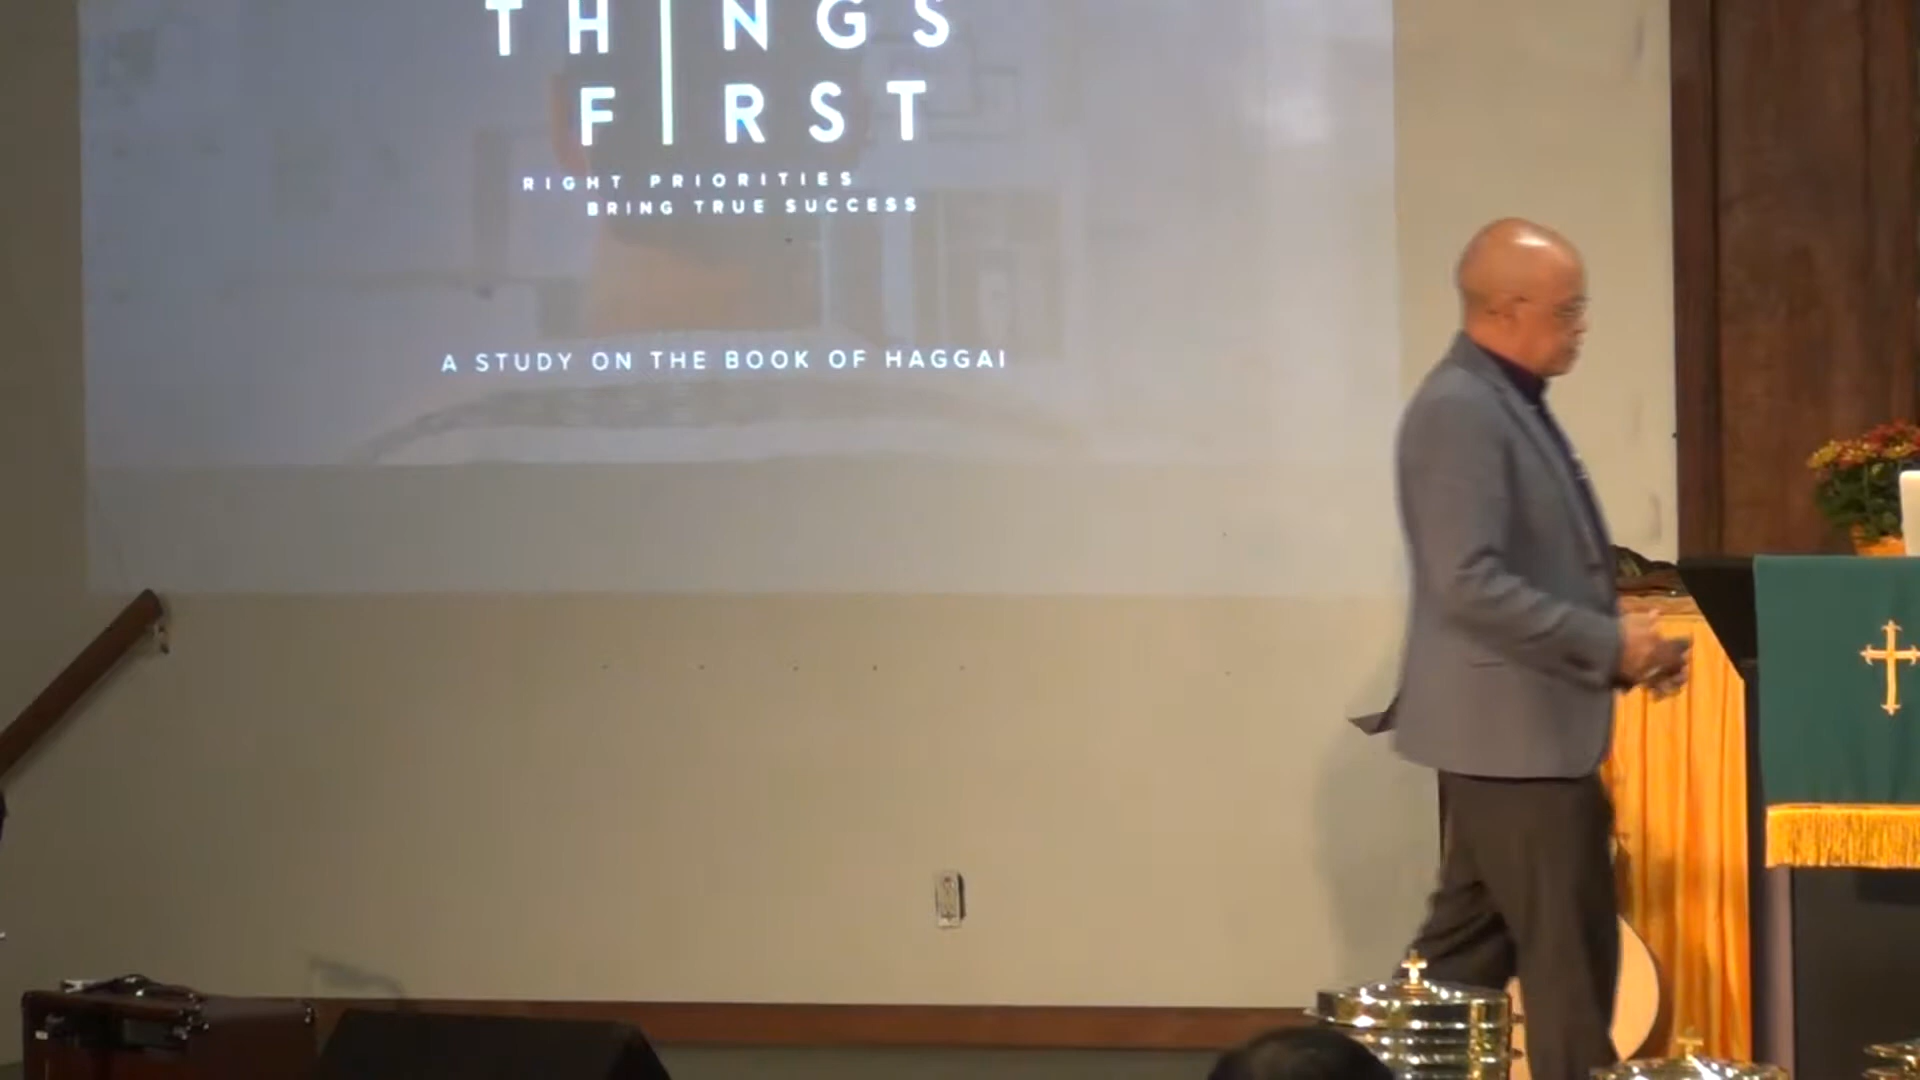 THINGS
FIRST
RIGHT PRIORITIES
BRING TRUE SUCCESS
A STUDY ON THE BOOK OF HAGGAI